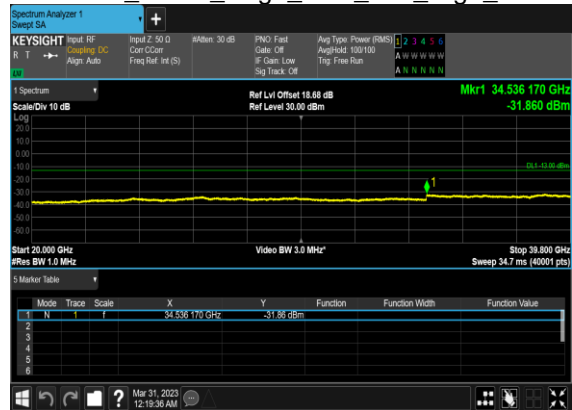 Spectrum Analyzer 1
Swept SA
+
KEYSIGHT
R T
Input: RF
Coupling: DC
Align: Auto
Input Z: 50 Ω
Corr CCorr
Freq Ref: Int (S)
#Atten: 30 dB
PNO: Fast
Gate: Off
IF Gain: Low
Sig Track: Off
Avg Type: Power (RMS)
Avg|Hold: 100/100
Trig: Free Run
1 2 3 4 5 6
A W W W W W
A N N N N N
1 Spectrum
Scale/Div 10 dB
Ref Lvl Offset 18.68 dB
Ref Level 30.00 dBm
Mkr1 34.536 170 GHz
-31.860 dBm
Log
20.0
10.0
0.00
-10.0
-20.0
-30.0
-40.0
-50.0
-60.0
DL1 -13.00 dBm
1
Start 20.000 GHz
#Res BW 1.0 MHz
Video BW 3.0 MHz*
Stop 39.800 GHz
Sweep 34.7 ms (40001 pts)
5 Marker Table
Mode Trace Scale X Y Function Function Width Function Value
1 N 1 f 34.536 170 GHz -31.86 dBm
2
3
4
5
6
?
Mar 31, 2023
12:19:36 AM